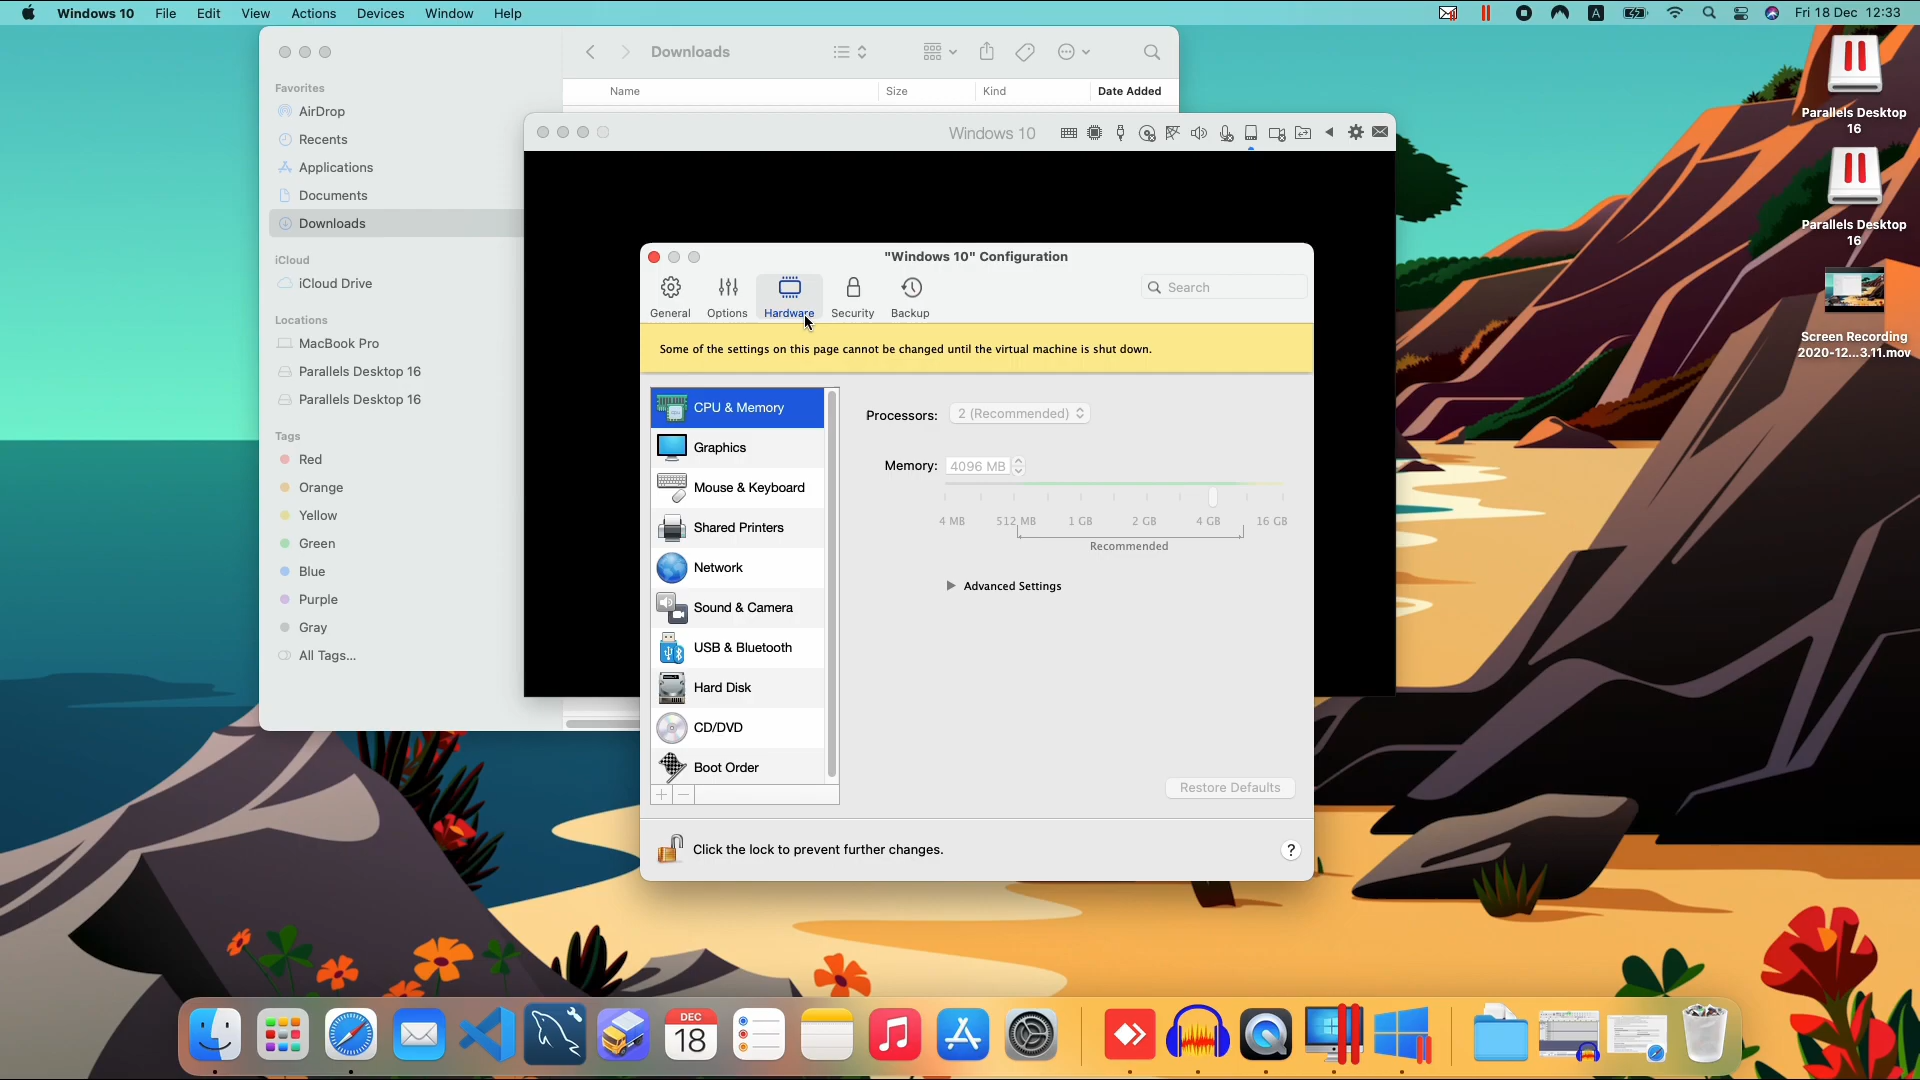 Windows 10 File Edit View Actions Devices Window Help
A Fri 18 Dec 12:33
Downloads
Favorites
AirDrop
Recents
Applications
Documents
Downloads
iCloud
iCloud Drive
Locations
MacBook Pro
Parallels Desktop 16
Parallels Desktop 16
Tags
Red
Orange
Yellow
Green
Blue
Purple
Gray
All Tags...
Name Size Kind Date Added
Windows 10
"Windows 10" Configuration
General Options Hardware Security Backup
Search
Some of the settings on this page cannot be changed until the virtual machine is shut down.
CPU & Memory
Graphics
Mouse & Keyboard
Shared Printers
Network
Sound & Camera
USB & Bluetooth
Hard Disk
CD/DVD
Boot Order
Processors: 2 (Recommended)
Memory: 4096 MB
4 MB 512 MB 1 GB 2 GB 4 GB 16 GB
Recommended
Advanced Settings
Restore Defaults
Click the lock to prevent further changes.
?
Parallels Desktop
16
Parallels Desktop
16
Screen Recording
2020-12...3.11.mov
DEC
18